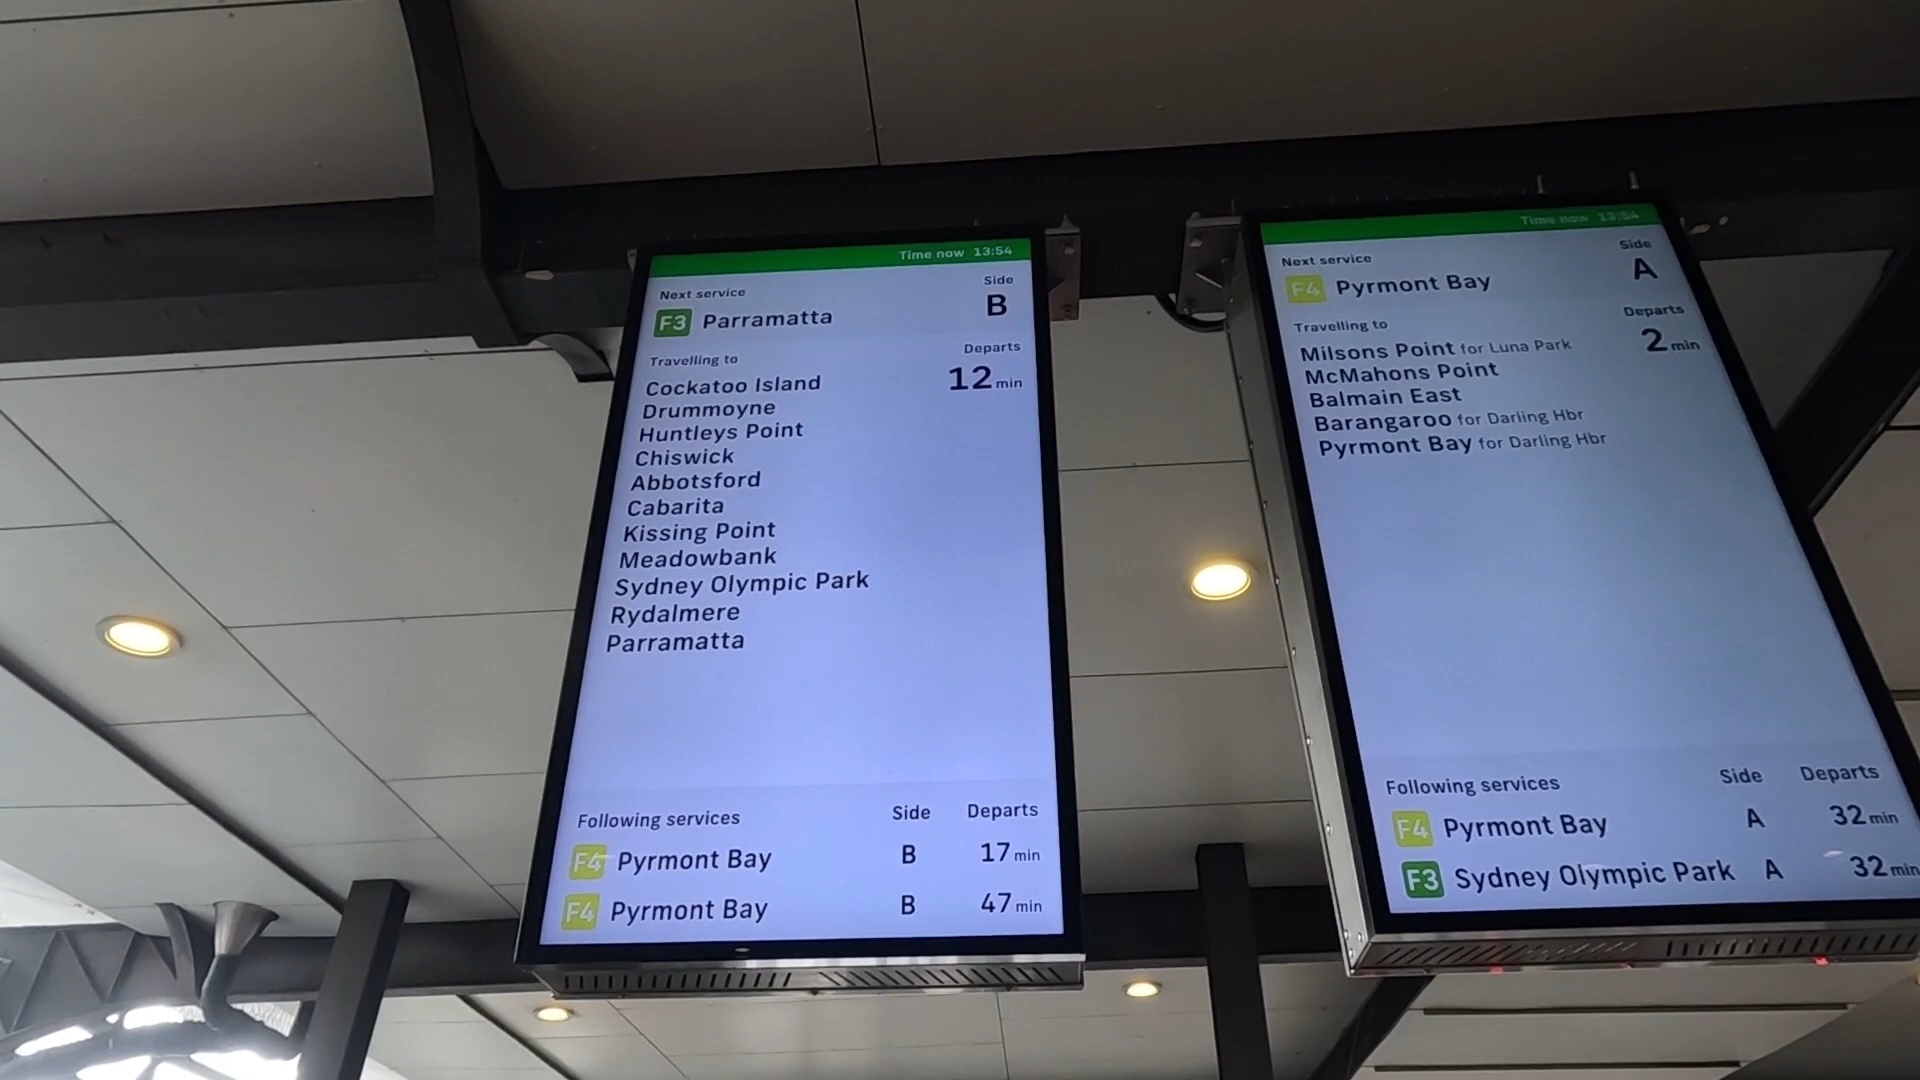 Time now 13:54
Next service
Side
F3 Parramatta
B
Travelling to
Departs
Cockatoo Island
12 min
Drummoyne
Huntleys Point
Chiswick
Abbotsford
Cabarita
Kissing Point
Meadowbank
Sydney Olympic Park
Rydalmere
Parramatta
Following services Side Departs
F4 Pyrmont Bay B 17 min
F4 Pyrmont Bay B 47 min
Time now 13:54
Next service
Side
F4 Pyrmont Bay
A
Travelling to
Departs
Milsons Point for Luna Park
2 min
McMahons Point
Balmain East
Barangaroo for Darling Hbr
Pyrmont Bay for Darling Hbr
Following services Side Departs
F4 Pyrmont Bay A 32 min
F3 Sydney Olympic Park A 32 min